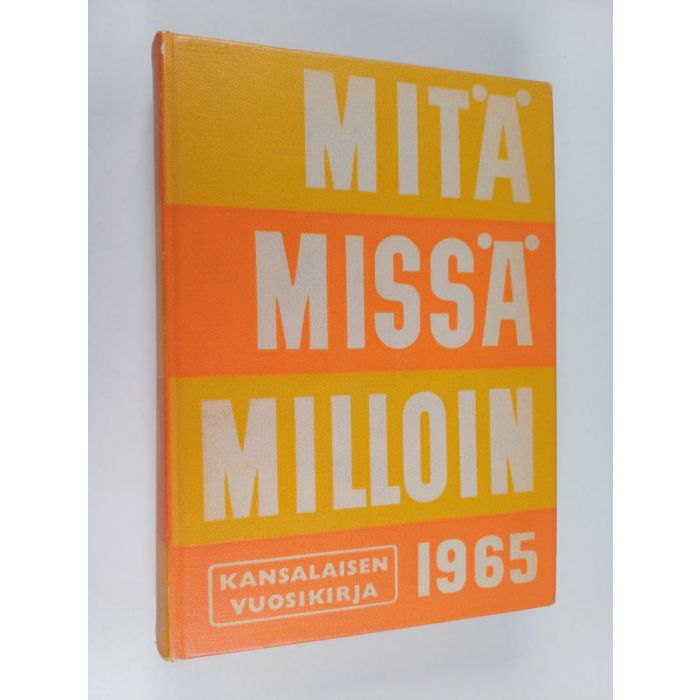 MITÄ
MISSÄ
MILLOIN
KANSALAISEN
VUOSIKIRJA
1965